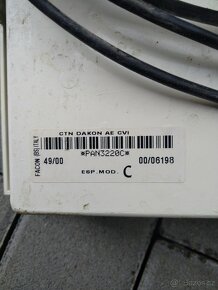 CTN DAKON AE CVI
*PAN3220C*
49/00
00/06198
ESP.MOD. C
FACON (BS) ITALY